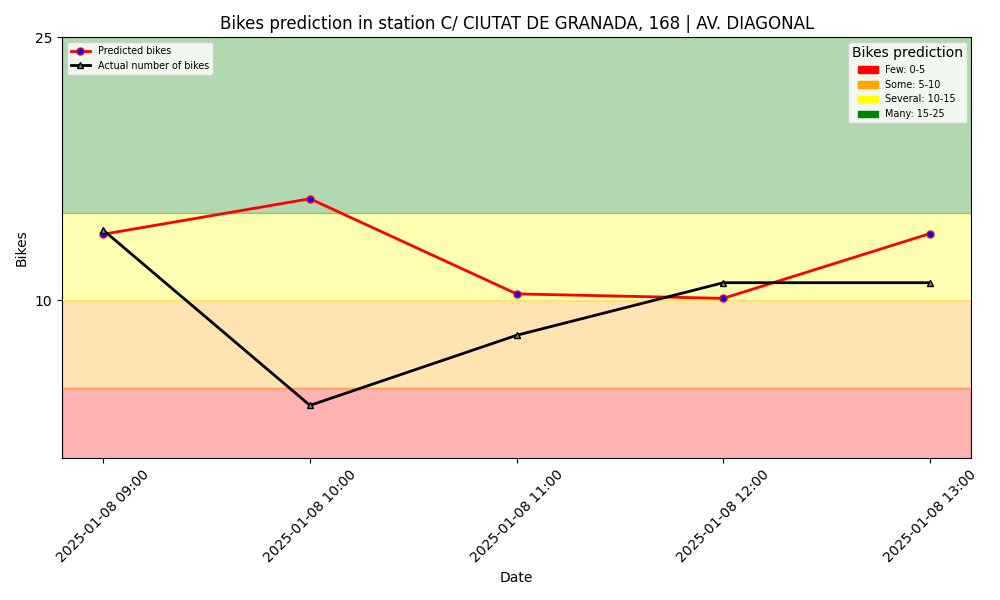 Bikes prediction in station C/ CIUTAT DE GRANADA, 168 | AV. DIAGONAL
25
10
Bikes
Predicted bikes
Actual number of bikes
Bikes prediction
Few: 0-5
Some: 5-10
Several: 10-15
Many: 15-25
2025-01-08 09:00
2025-01-08 10:00
2025-01-08 11:00
2025-01-08 12:00
2025-01-08 13:00
Date